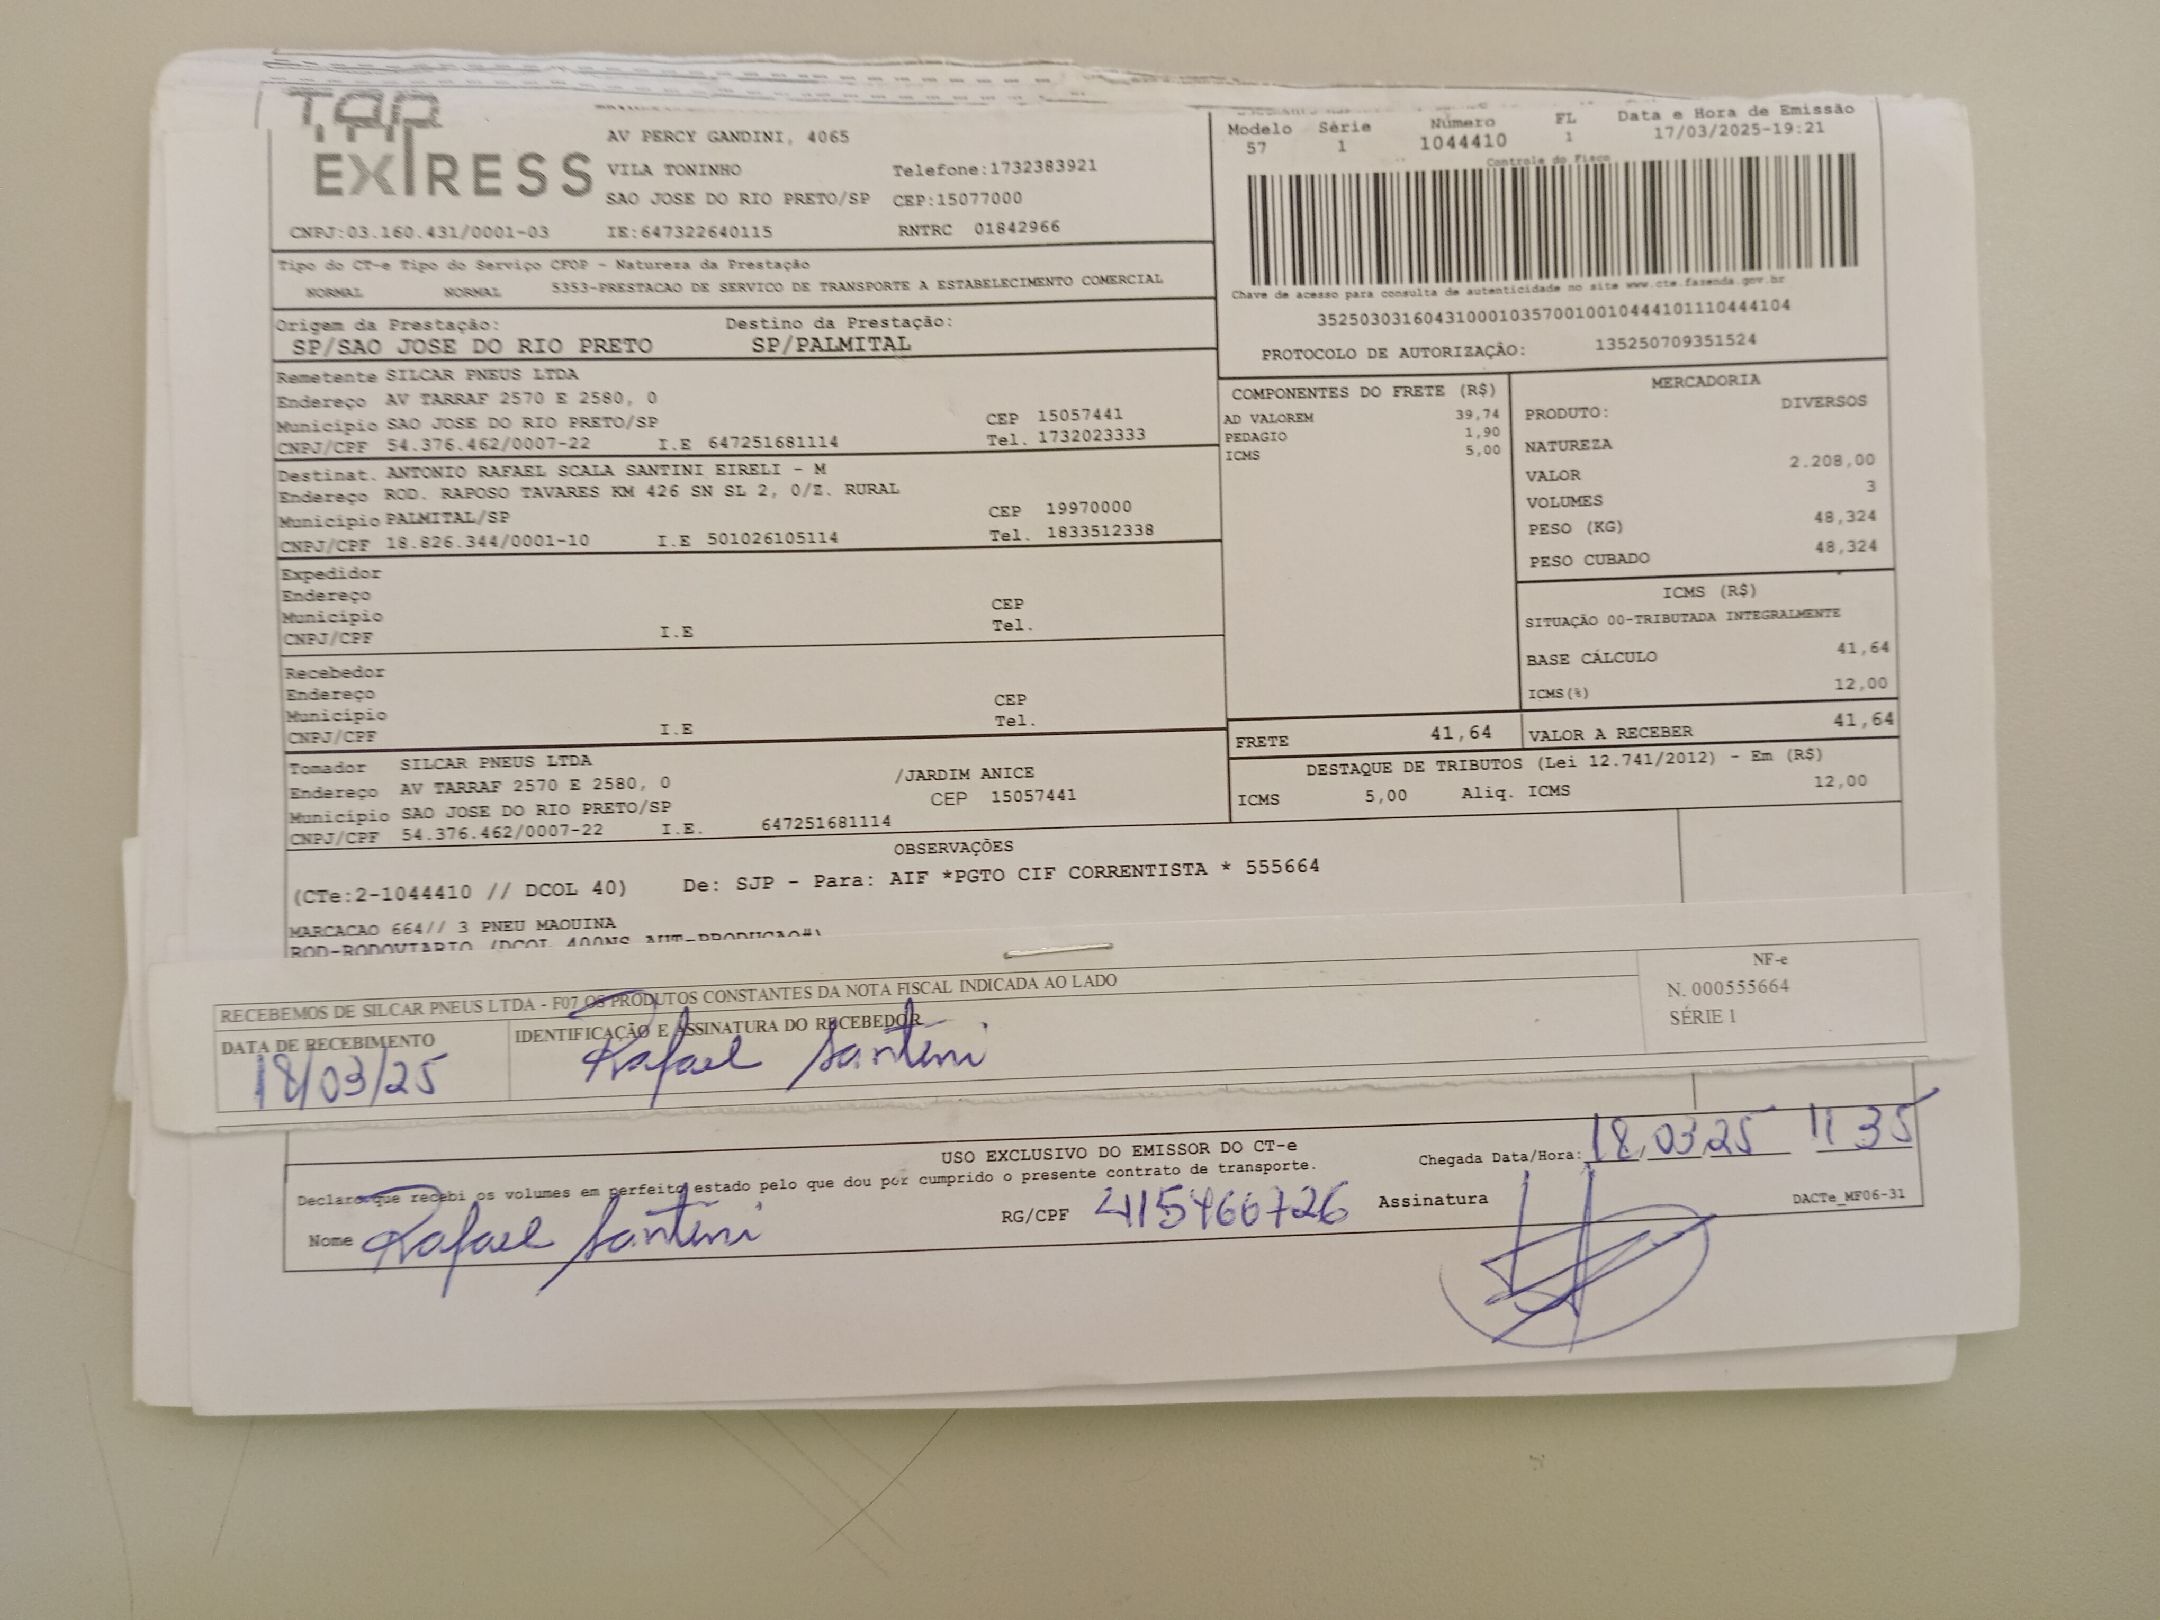 TAP
EXTRESS
AV PERCY GANDINI, 4065
VILA TONINHO Telefone:1732383921
SAO JOSE DO RIO PRETO/SP CEP:15077000
CNPJ:03.160.431/0001-03 IE:647322640115 RNTRC 01842966
Modelo Série Número FL Data e Hora de Emissão
57 1 1044410 1 17/03/2025-19:21
Controle do Fisco
Chave de acesso para consulta de autenticidade no site www.cte.fazenda.gov.br
35250303160431000103570010010444101110444104
PROTOCOLO DE AUTORIZAÇÃO: 135250709351524
Tipo do CT-e Tipo do Serviço CFOP - Natureza da Prestação
NORMAL NORMAL 5353-PRESTACAO DE SERVICO DE TRANSPORTE A ESTABELECIMENTO COMERCIAL
Origem da Prestação: Destino da Prestação:
SP/SAO JOSE DO RIO PRETO SP/PALMITAL
Remetente SILCAR PNEUS LTDA
Endereço AV TARRAF 2570 E 2580, 0
Municipio SAO JOSE DO RIO PRETO/SP CEP 15057441
CNPJ/CPF 54.376.462/0007-22 I.E 647251681114 Tel. 1732023333
Destinat. ANTONIO RAFAEL SCALA SANTINI EIRELI - M
Endereço ROD. RAPOSO TAVARES KM 426 SN SL 2, 0/Z. RURAL
Municipio PALMITAL/SP CEP 19970000
CNPJ/CPF 18.826.344/0001-10 I.E 501026105114 Tel. 1833512338
Expedidor
Endereço
Municipio CEP
CNPJ/CPF I.E Tel.
Recebedor
Endereço
Municipio CEP
CNPJ/CPF I.E Tel.
Tomador SILCAR PNEUS LTDA
Endereço AV TARRAF 2570 E 2580, 0 /JARDIM ANICE
Municipio SAO JOSE DO RIO PRETO/SP CEP 15057441
CNPJ/CPF 54.376.462/0007-22 I.E. 647251681114
COMPONENTES DO FRETE (R$)
AD VALOREM 39,74
PEDAGIO 1,90
ICMS 5,00
MERCADORIA
PRODUTO: DIVERSOS
NATUREZA
VALOR 2.208,00
VOLUMES 3
PESO (KG) 48,324
PESO CUBADO 48,324
ICMS (R$)
SITUAÇÃO 00-TRIBUTADA INTEGRALMENTE
BASE CÁLCULO 41,64
ICMS(%) 12,00
FRETE 41,64 VALOR A RECEBER 41,64
DESTAQUE DE TRIBUTOS (Lei 12.741/2012) - Em (R$)
ICMS 5,00 Aliq. ICMS 12,00
OBSERVAÇÕES
(CTe:2-1044410 // DCOL 40) De: SJP - Para: AIF *PGTO CIF CORRENTISTA * 555664
MARCACAO 664// 3 PNEU MAQUINA
ROD-RODOVIARIO (DCOL 400NS AUT-PRODUCAO#)
RECEBEMOS DE SILCAR PNEUS LTDA - F07 OS PRODUTOS CONSTANTES DA NOTA FISCAL INDICADA AO LADO
DATA DE RECEBIMENTO IDENTIFICAÇÃO E ASSINATURA DO RECEBEDOR
18/03/25 Rafael Santini
NF-e
N. 000555664
SÉRIE 1
USO EXCLUSIVO DO EMISSOR DO CT-e
Declaro que recebi os volumes em perfeito estado pelo que dou por cumprido o presente contrato de transporte.
Chegada Data/Hora: 18 03 25 11 35
Nome Rafael Santini RG/CPF 415466726 Assinatura
DACTe_MF06-31